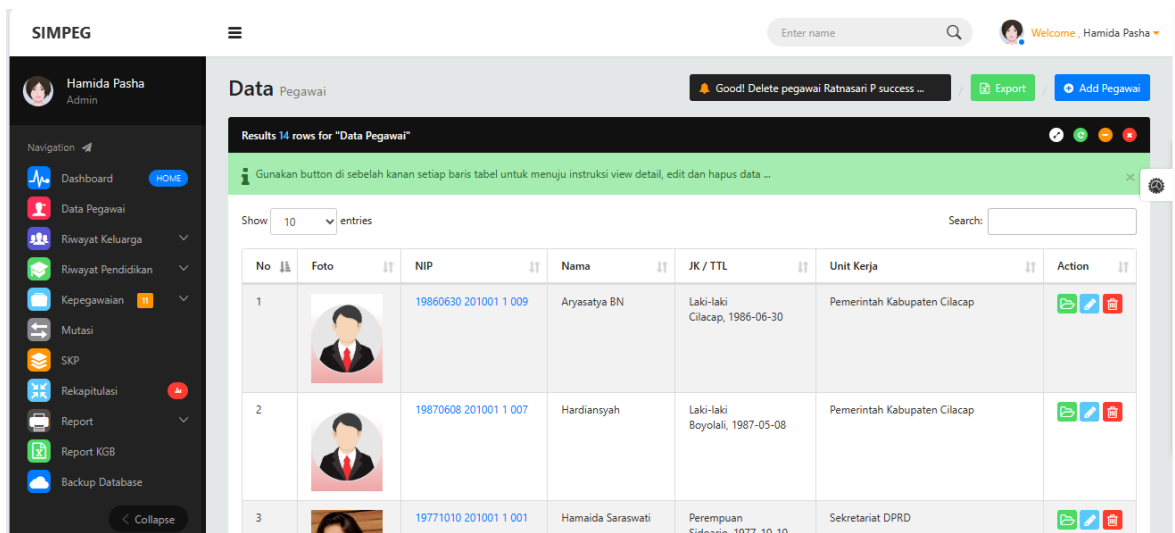 SIMPEG
Enter name
Welcome , Hamida Pasha
Hamida Pasha
Admin
Navigation
Dashboard HOME
Data Pegawai
Riwayat Keluarga
Riwayat Pendidikan
Kepegawaian 11
Mutasi
SKP
Rekapitulasi
Report
Report KGB
Backup Database
Collapse
Data Pegawai
Good! Delete pegawai Ratnasari P success ...
/ Export / Add Pegawai
Results 14 rows for "Data Pegawai"
Gunakan button di sebelah kanan setiap baris tabel untuk menuju instruksi view detail, edit dan hapus data ...
Show 10 entries Search:
No Foto NIP Nama JK / TTL Unit Kerja Action
1 19860630 201001 1 009 Aryasatya BN Laki-laki Pemerintah Kabupaten Cilacap
Cilacap, 1986-06-30
2 19870608 201001 1 007 Hardiansyah Laki-laki Pemerintah Kabupaten Cilacap
Boyolali, 1987-05-08
3 19771010 201001 1 001 Hamaida Saraswati Perempuan Sekretariat DPRD
Sidoarjo, 1977-10-10